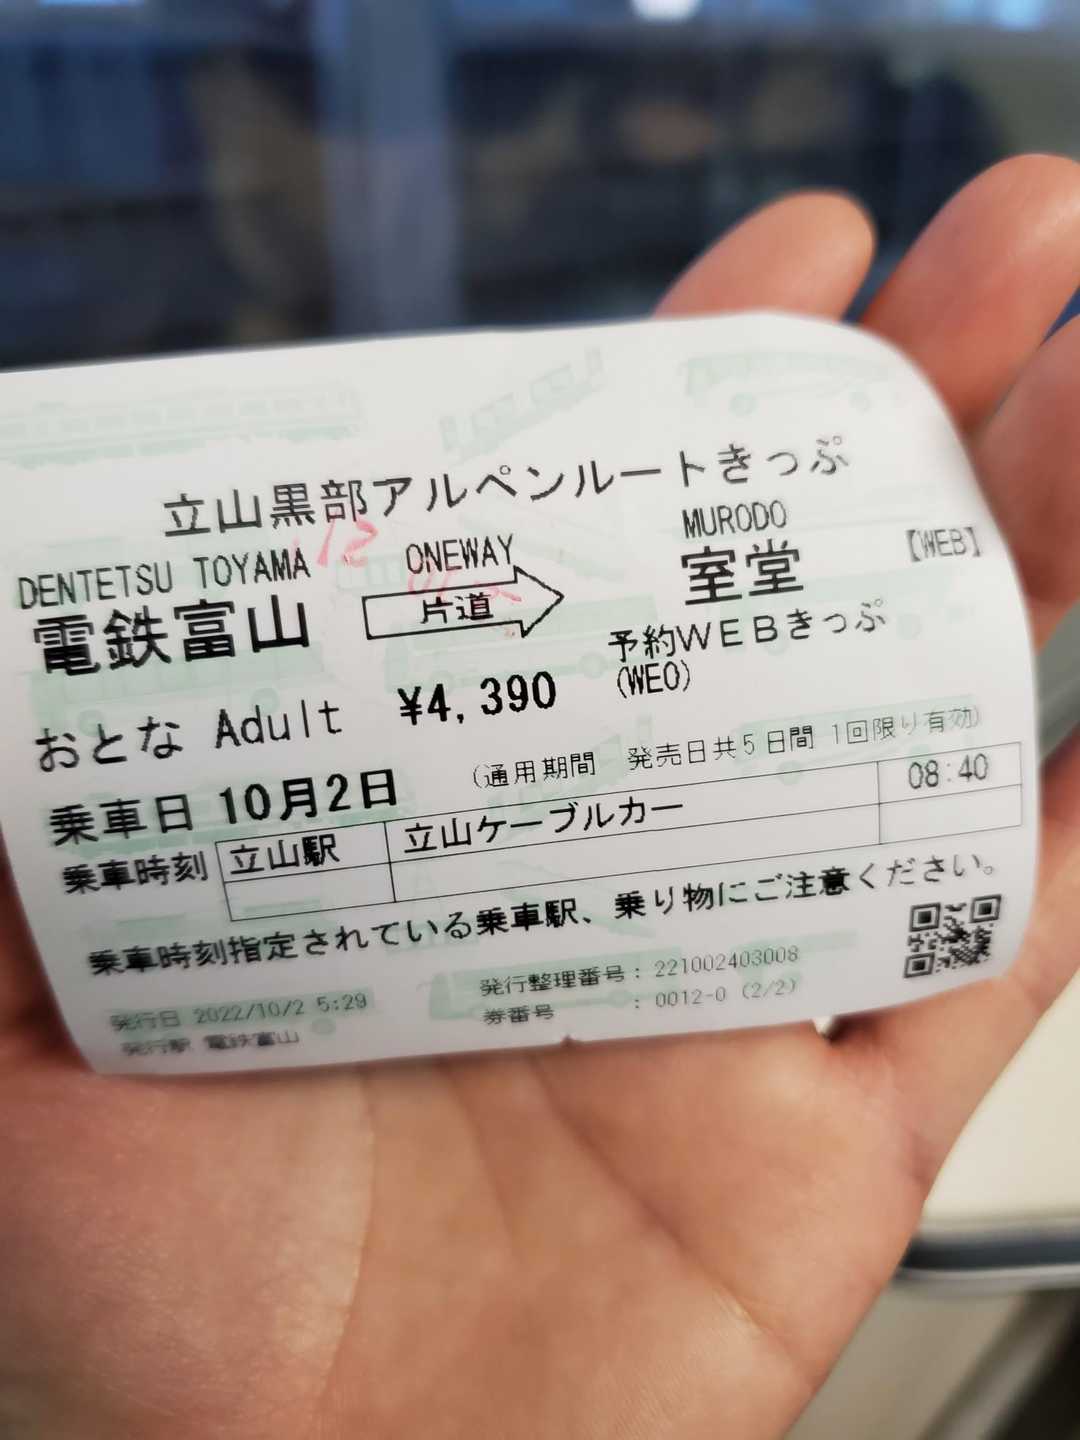 立山黒部アルペンルートきっぷ
DENTETSU TOYAMA ONEWAY MURODO
電鉄富山 片道 室堂 【WEB】
おとな Adult ¥4,390 予約WEBきっぷ
(WEO)
乗車日 10月2日 (通用期間 発売日共5日間 1回限り有効)
乗車時刻 立山駅 立山ケーブルカー 08:40
乗車時刻指定されている乗車駅、乗り物にご注意ください。
発行日 2022/10/2 5:29 発行整理番号 : 221002403008
発行駅 電鉄富山 券番号 : 0012-0 (2/2)